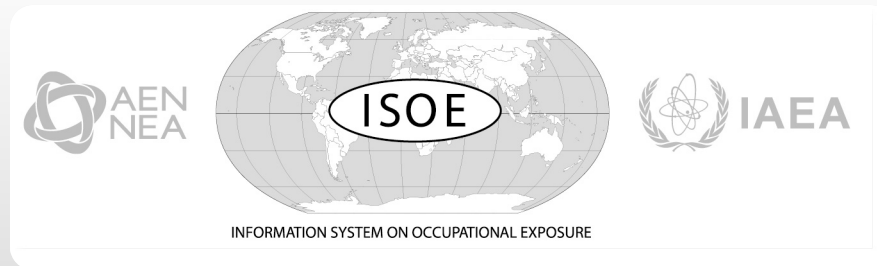 AEN
NEA
ISOE
IAEA
INFORMATION SYSTEM ON OCCUPATIONAL EXPOSURE